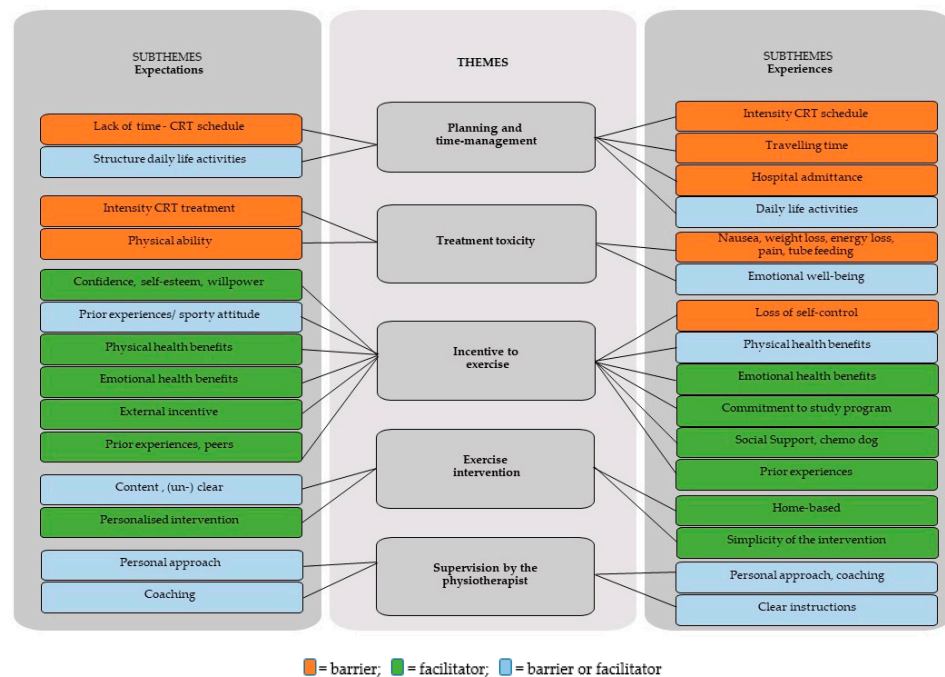 SUBTHEMES
Expectations
Lack of time - CRT schedule
Structure daily life activities
Intensity CRT treatment
Physical ability
Confidence, self-esteem, willpower
Prior experiences/ sporty attitude
Physical health benefits
Emotional health benefits
External incentive
Prior experiences, peers
Content , (un-) clear
Personalised intervention
Personal approach
Coaching
THEMES
Planning and
time-management
Treatment toxicity
Incentive to
exercise
Exercise
intervention
Supervision by the
physiotherapist
SUBTHEMES
Experiences
Intensity CRT schedule
Travelling time
Hospital admittance
Daily life activities
Nausea, weight loss, energy loss,
pain, tube feeding
Emotional well-being
Loss of self-control
Physical health benefits
Emotional health benefits
Commitment to study program
Social Support, chemo dog
Prior experiences
Home-based
Simplicity of the intervention
Personal approach, coaching
Clear instructions
= barrier; = facilitator; = barrier or facilitator